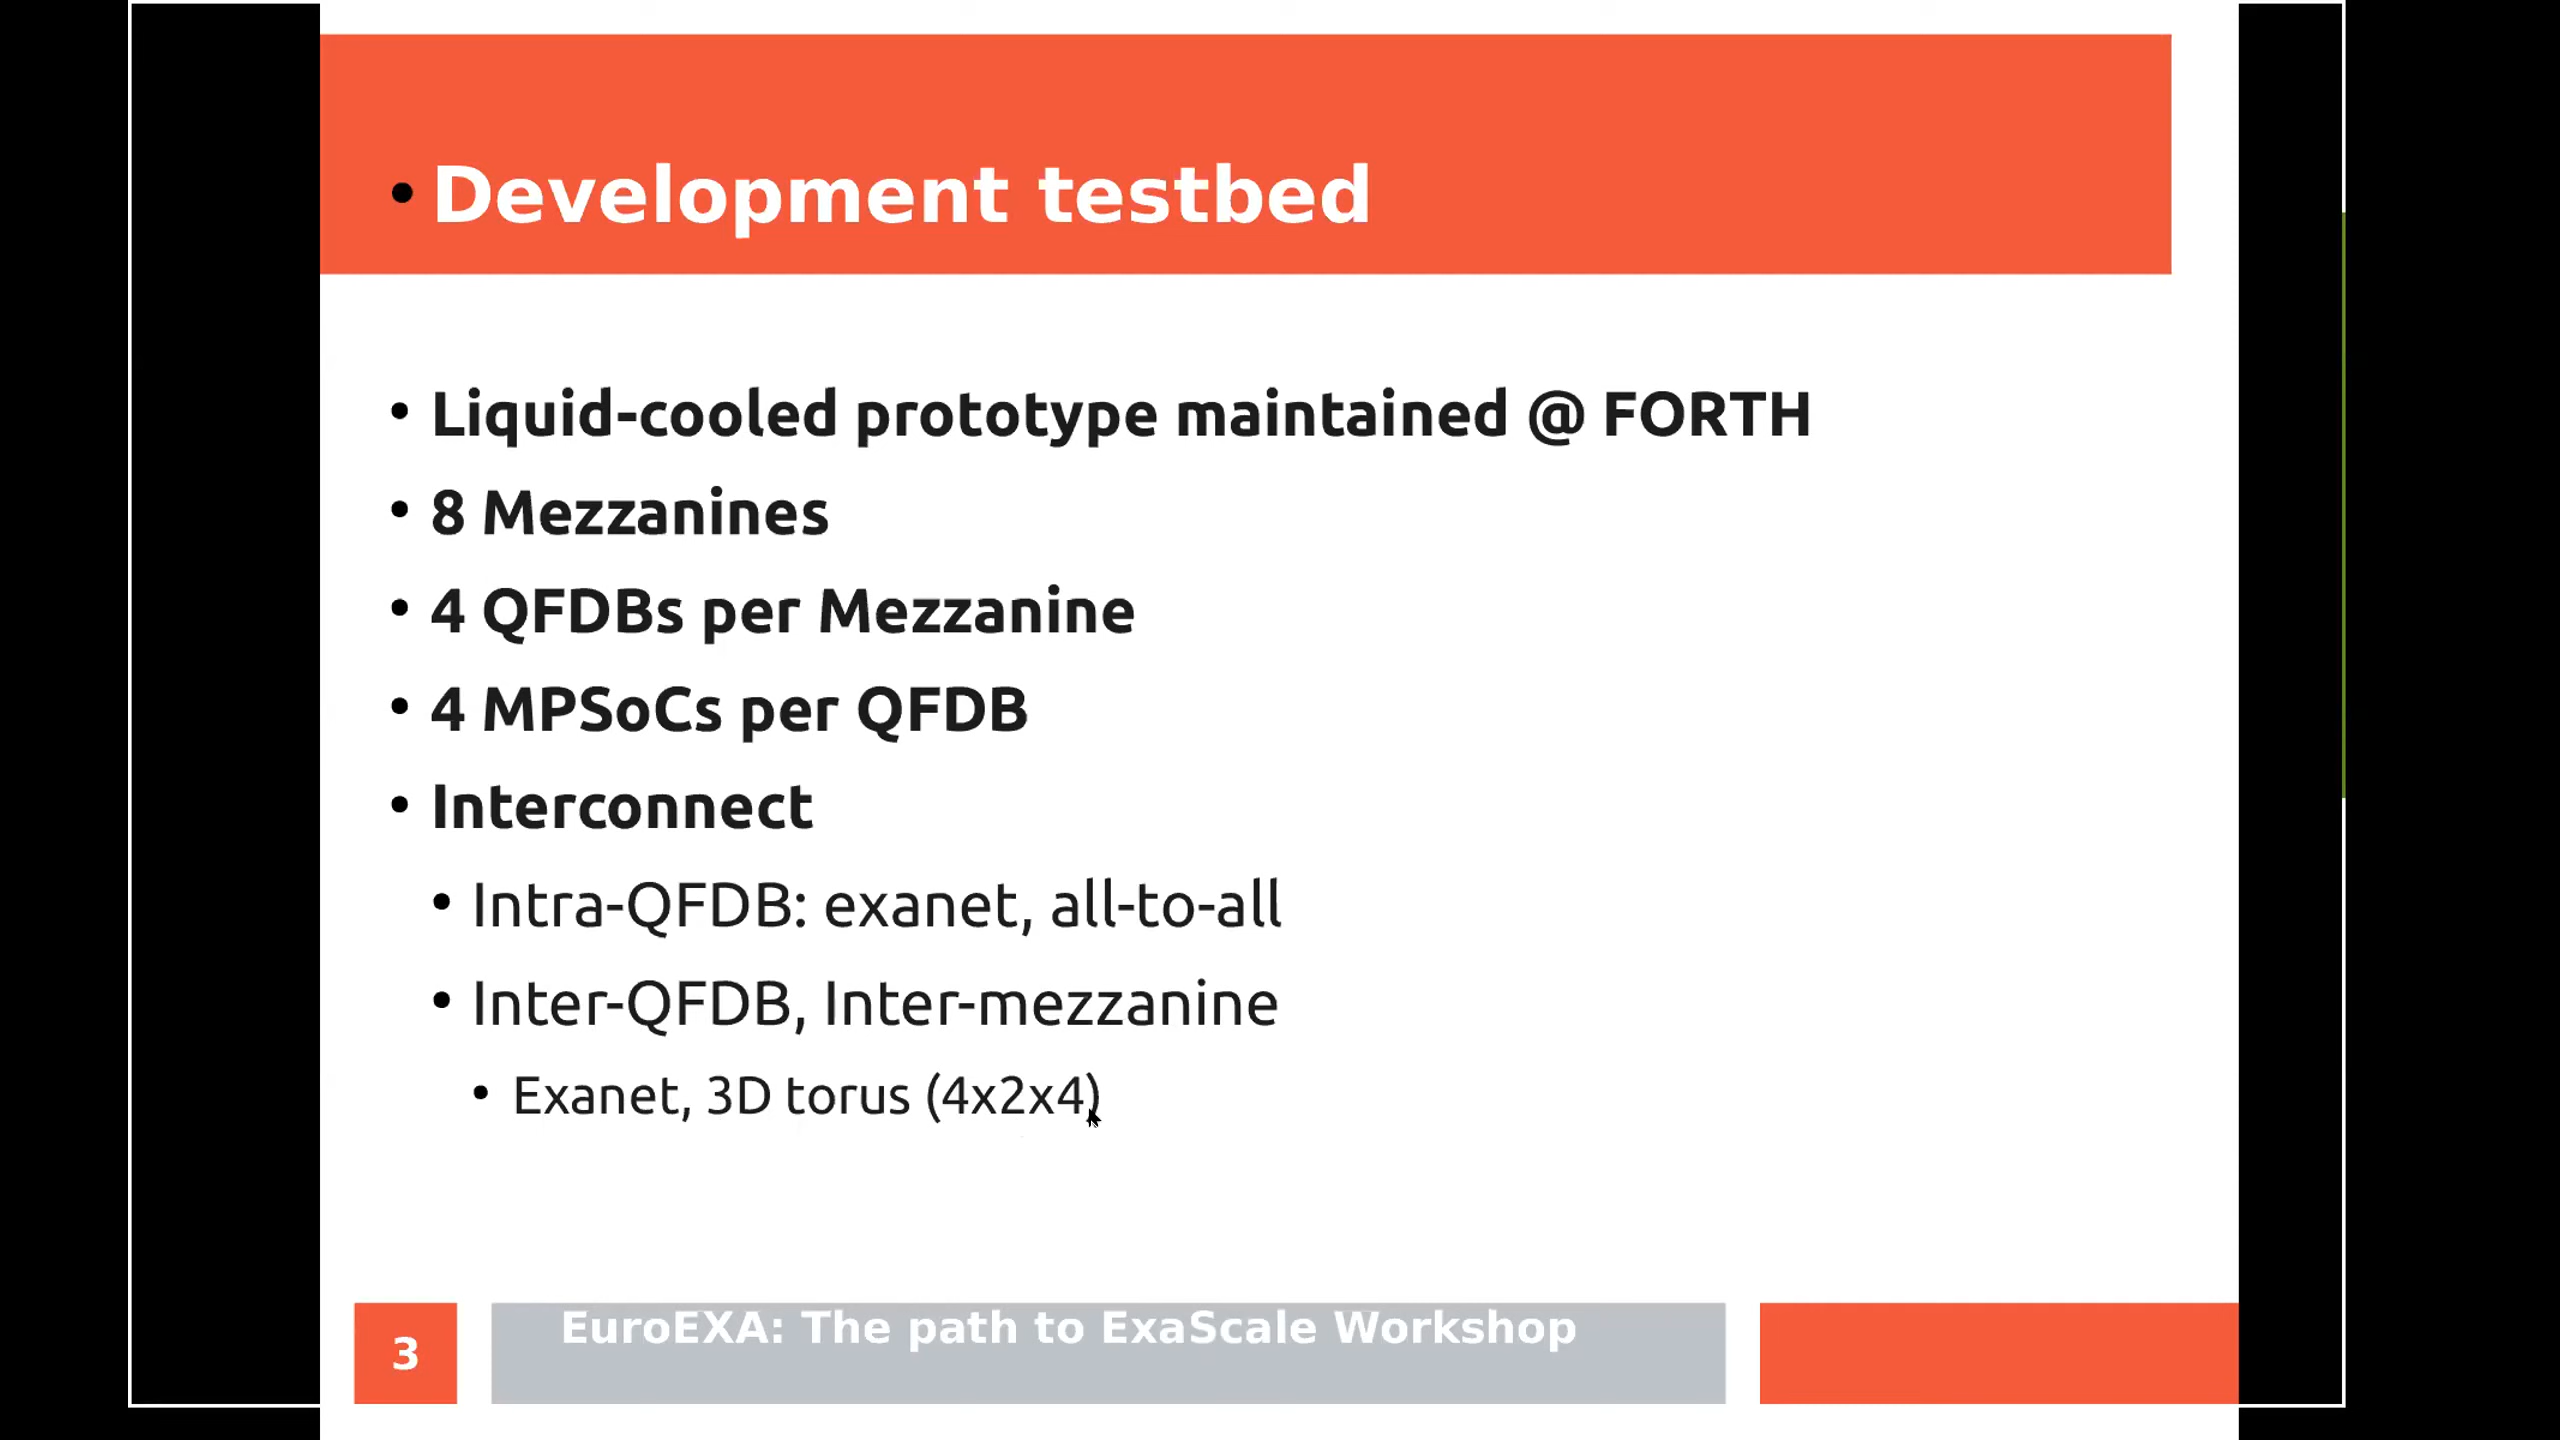 • Development testbed
• Liquid-cooled prototype maintained @ FORTH
• 8 Mezzanines
• 4 QFDBs per Mezzanine
• 4 MPSoCs per QFDB
• Interconnect
• Intra-QFDB: exanet, all-to-all
• Inter-QFDB, Inter-mezzanine
• Exanet, 3D torus (4x2x4)
3
EuroEXA: The path to ExaScale Workshop